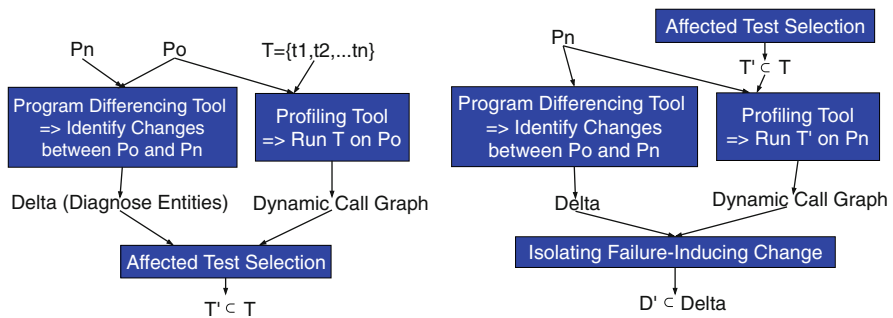 Pn
Po
T={t1,t2,...tn}
Program Differencing Tool
=> Identify Changes
between Po and Pn
Profiling Tool
=> Run T on Po
Delta (Diagnose Entities)
Dynamic Call Graph
Affected Test Selection
T' ⊂ T
Affected Test Selection
Pn
T' ⊂ T
Program Differencing Tool
=> Identify Changes
between Po and Pn
Profiling Tool
=> Run T' on Pn
Delta
Dynamic Call Graph
Isolating Failure-Inducing Change
D' ⊂ Delta